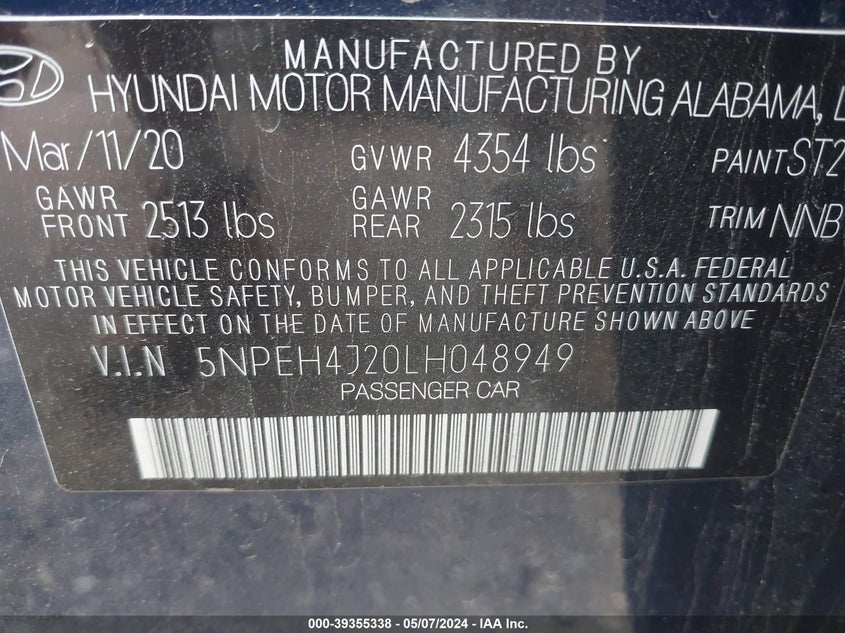 MANUFACTURED BY
HYUNDAI MOTOR MANUFACTURING ALABAMA, L
Mar/11/20 GVWR 4354 lbs PAINT ST2
GAWR FRONT 2513 lbs GAWR REAR 2315 lbs TRIM NNB
THIS VEHICLE CONFORMS TO ALL APPLICABLE U.S.A. FEDERAL
MOTOR VEHICLE SAFETY, BUMPER, AND THEFT PREVENTION STANDARDS
IN EFFECT ON THE DATE OF MANUFACTURE SHOWN ABOVE
V.I.N 5NPEH4J20LH048949
PASSENGER CAR
000-39355338 - 05/07/2024 - IAA Inc.